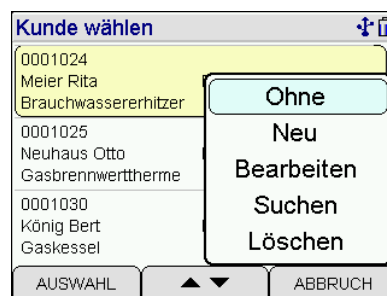 Kunde wählen
0001024
Meier Rita
Brauchwassererhitzer
0001025
Neuhaus Otto
Gasbrennwerttherme
0001030
König Bert
Gaskessel
Ohne
Neu
Bearbeiten
Suchen
Löschen
AUSWAHL
ABBRUCH